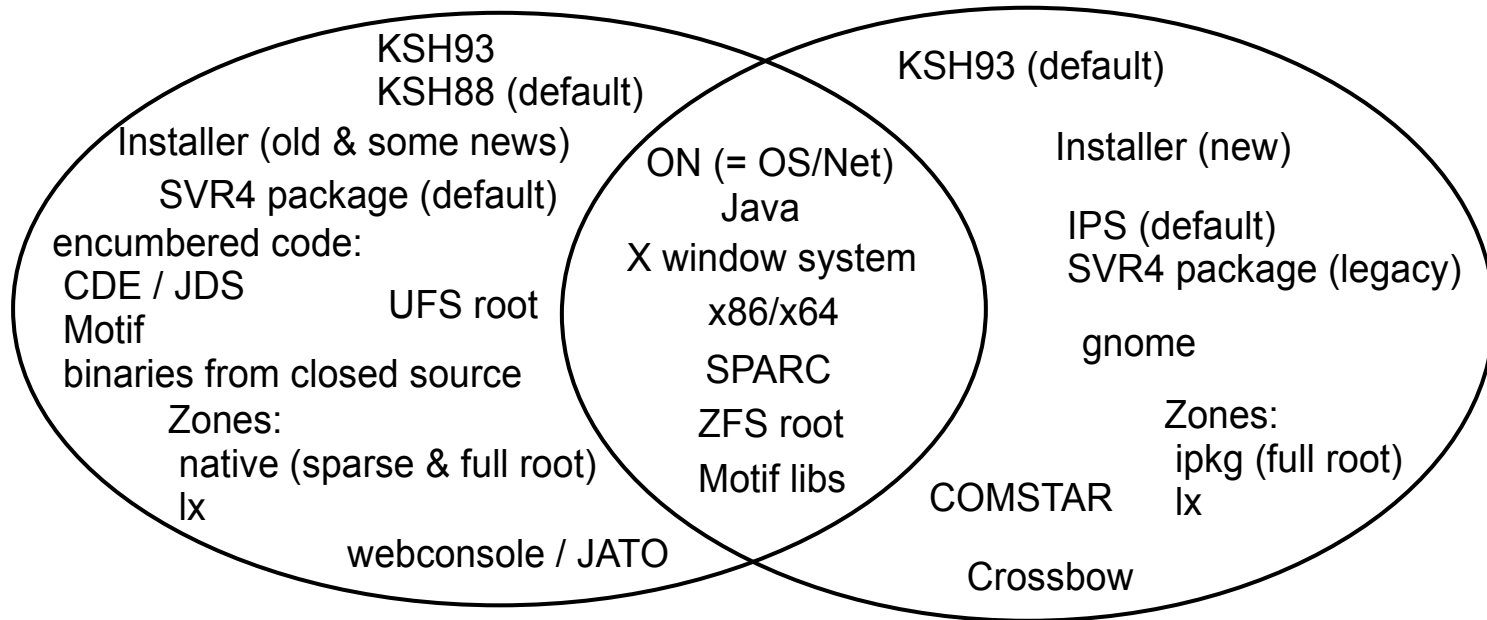 KSH93
KSH88 (default)
Installer (old & some news)
SVR4 package (default)
encumbered code:
CDE / JDS
Motif
binaries from closed source
UFS root
Zones:
native (sparse & full root)
lx
webconsole / JATO
ON (= OS/Net)
Java
X window system
x86/x64
SPARC
ZFS root
Motif libs
KSH93 (default)
Installer (new)
IPS (default)
SVR4 package (legacy)
gnome
Zones:
ipkg (full root)
lx
COMSTAR
Crossbow